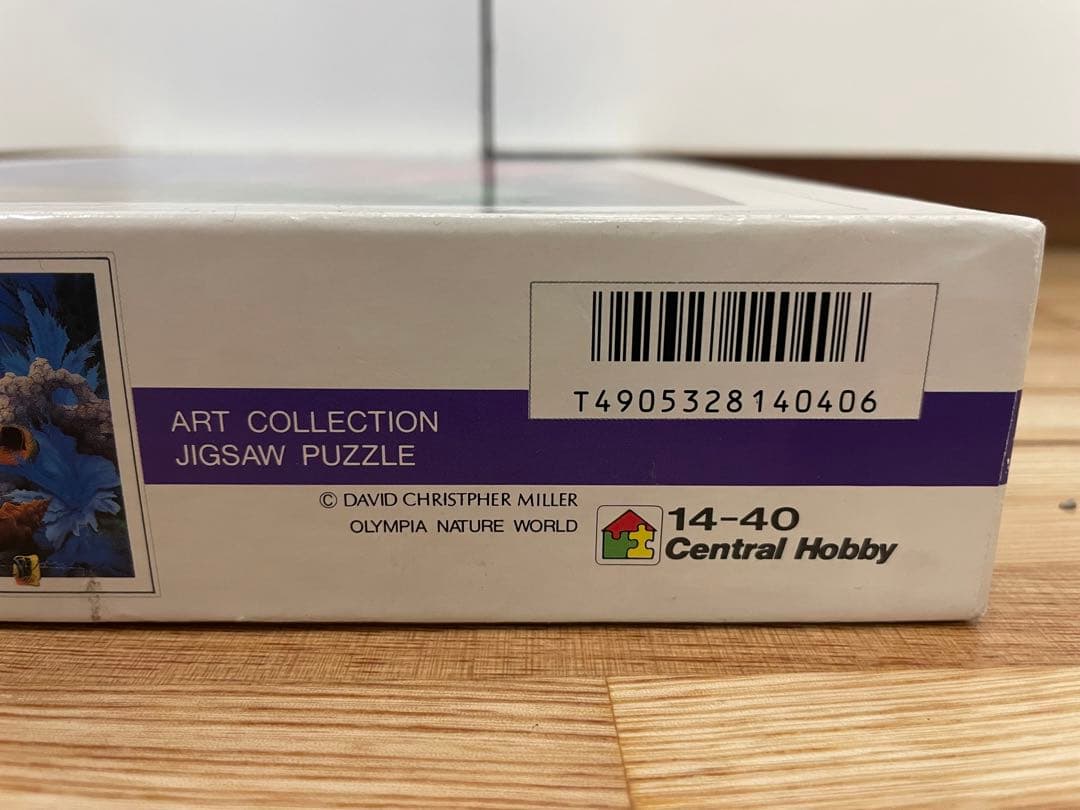 T4905328140406
ART COLLECTION
JIGSAW PUZZLE
© DAVID CHRISTPHER MILLER
OLYMPIA NATURE WORLD
14-40
Central Hobby